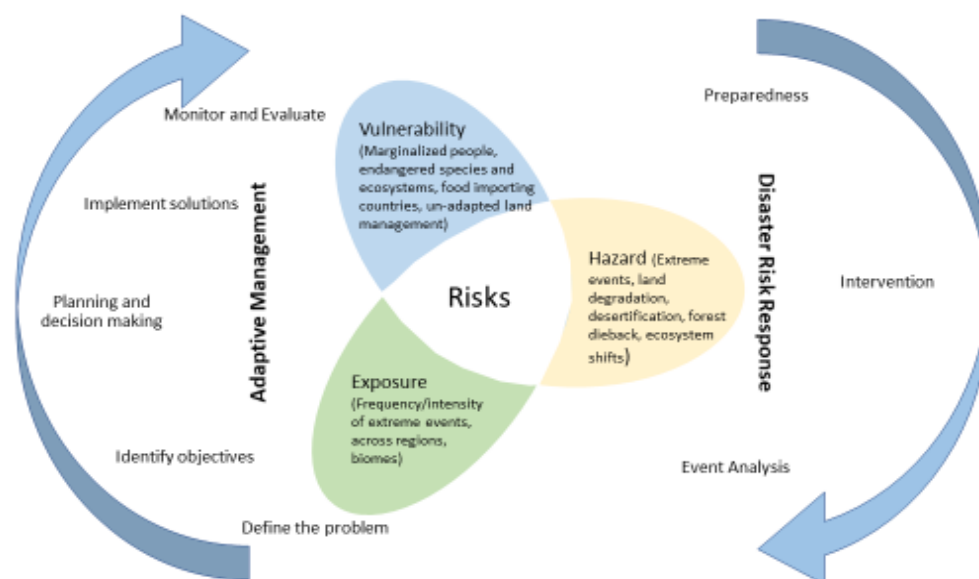 Monitor and Evaluate
Implement solutions
Planning and
decision making
Identify objectives
Define the problem
Adaptive Management
Vulnerability
(Marginalized people,
endangered species and
ecosystems, food importing
countries, un-adapted land
management)
Risks
Hazard (Extreme
events, land
degradation,
desertification, forest
dieback, ecosystem
shifts)
Exposure
(Frequency/intensity
of extreme events,
across regions,
biomes)
Disaster Risk Response
Preparedness
Intervention
Event Analysis